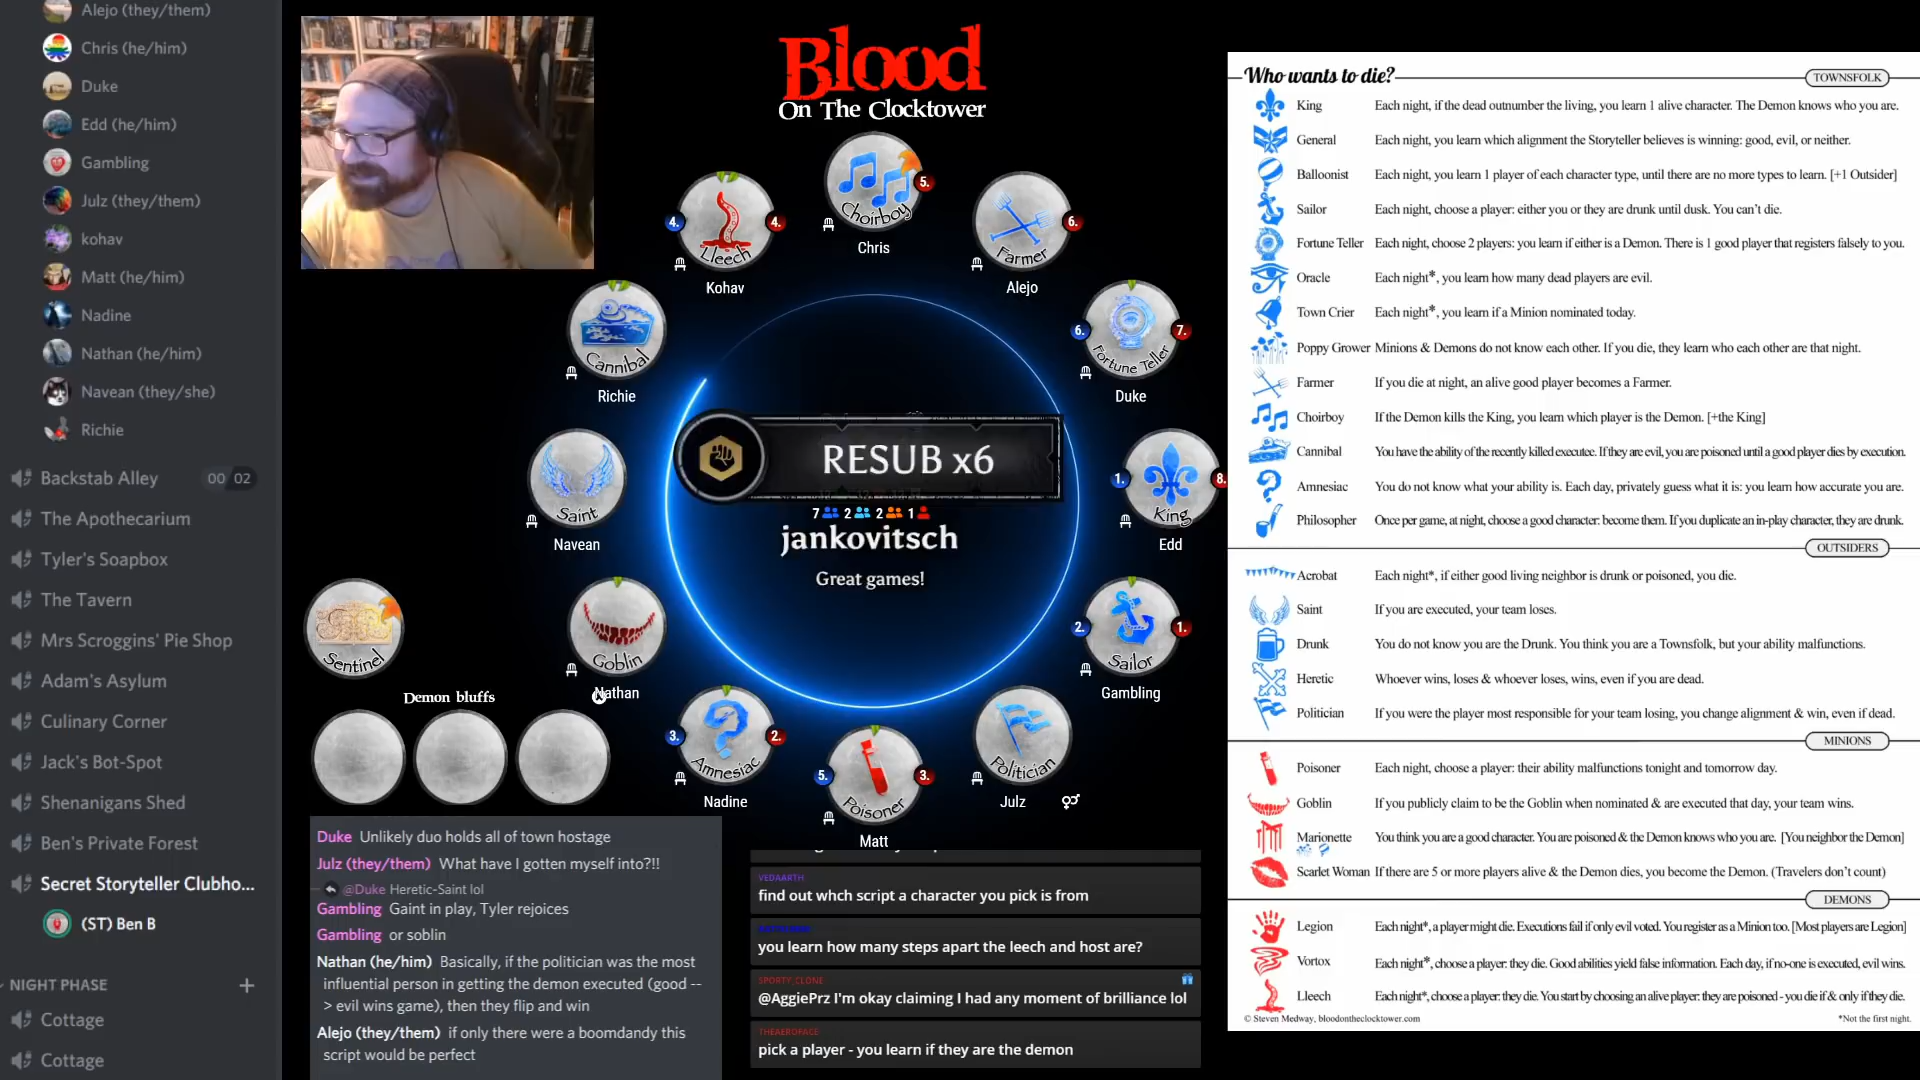 Alejo (they/them)
Chris (he/him)
Duke
Edd (he/him)
Gambling
Julz (they/them)
kohav
Matt (he/him)
Nadine
Nathan (he/him)
Navean (they/she)
Richie
Backstab Alley 00 02
The Apothecarium
Tyler's Soapbox
The Tavern
Mrs Scroggins' Pie Shop
Adam's Asylum
Culinary Corner
Jack's Bot-Spot
Shenanigans Shed
Ben's Private Forest
Secret Storyteller Clubho...
(ST) Ben B
NIGHT PHASE +
Cottage
Cottage
Blood
On The Clocktower
Choirboy
5.
Chris
Lleech
4.
4.
Kohav
Farmer
6.
Alejo
Cannibal
Richie
Fortune Teller
6.
7.
Duke
Saint
Navean
King
1.
8.
Edd
RESUB x6
7 2 2 1
jankovitsch
Great games!
Sentinel
Goblin
Nathan
Sailor
2.
1.
Gambling
Demon bluffs
Amnesiac
3.
2.
Nadine
Poisoner
5.
3.
Matt
Politician
Julz
Duke Unlikely duo holds all of town hostage
Julz (they/them) What have I gotten myself into?!!
@Duke Heretic-Saint lol
Gambling Gaint in play, Tyler rejoices
Gambling or soblin
Nathan (he/him) Basically, if the politician was the most
influential person in getting the demon executed (good --
> evil wins game), then they flip and win
Alejo (they/them) if only there were a boomdandy this
script would be perfect
VEDAARTH
find out whch script a character you pick is from
you learn how many steps apart the leech and host are?
SPORTY_CLONE
@AggiePrz I'm okay claiming I had any moment of brilliance lol
THEAEROFACE
pick a player - you learn if they are the demon
Who wants to die?
TOWNSFOLK
King Each night, if the dead outnumber the living, you learn 1 alive character. The Demon knows who you are.
General Each night, you learn which alignment the Storyteller believes is winning: good, evil, or neither.
Balloonist Each night, you learn 1 player of each character type, until there are no more types to learn. [+1 Outsider]
Sailor Each night, choose a player: either you or they are drunk until dusk. You can't die.
Fortune Teller Each night, choose 2 players: you learn if either is a Demon. There is 1 good player that registers falsely to you.
Oracle Each night*, you learn how many dead players are evil.
Town Crier Each night*, you learn if a Minion nominated today.
Poppy Grower Minions & Demons do not know each other. If you die, they learn who each other are that night.
Farmer If you die at night, an alive good player becomes a Farmer.
Choirboy If the Demon kills the King, you learn which player is the Demon. [+the King]
Cannibal You have the ability of the recently killed executee. If they are evil, you are poisoned until a good player dies by execution.
Amnesiac You do not know what your ability is. Each day, privately guess what it is: you learn how accurate you are.
Philosopher Once per game, at night, choose a good character: become them. If you duplicate an in-play character, they are drunk.
OUTSIDERS
Acrobat Each night*, if either good living neighbor is drunk or poisoned, you die.
Saint If you are executed, your team loses.
Drunk You do not know you are the Drunk. You think you are a Townsfolk, but your ability malfunctions.
Heretic Whoever wins, loses & whoever loses, wins, even if you are dead.
Politician If you were the player most responsible for your team losing, you change alignment & win, even if dead.
MINIONS
Poisoner Each night, choose a player: their ability malfunctions tonight and tomorrow day.
Goblin If you publicly claim to be the Goblin when nominated & are executed that day, your team wins.
Marionette You think you are a good character. You are poisoned & the Demon knows who you are. [You neighbor the Demon]
Scarlet Woman If there are 5 or more players alive & the Demon dies, you become the Demon. (Travelers don't count)
DEMONS
Legion Each night*, a player might die. Executions fail if only evil voted. You register as a Minion too. [Most players are Legion]
Vortox Each night*, choose a player: they die. Good abilities yield false information. Each day, if no-one is executed, evil wins.
Lleech Each night*, choose a player: they die. You start by choosing an alive player: they are poisoned - you die if & only if they die.
© Steven Medway, bloodontheclocktower.com *Not the first night.